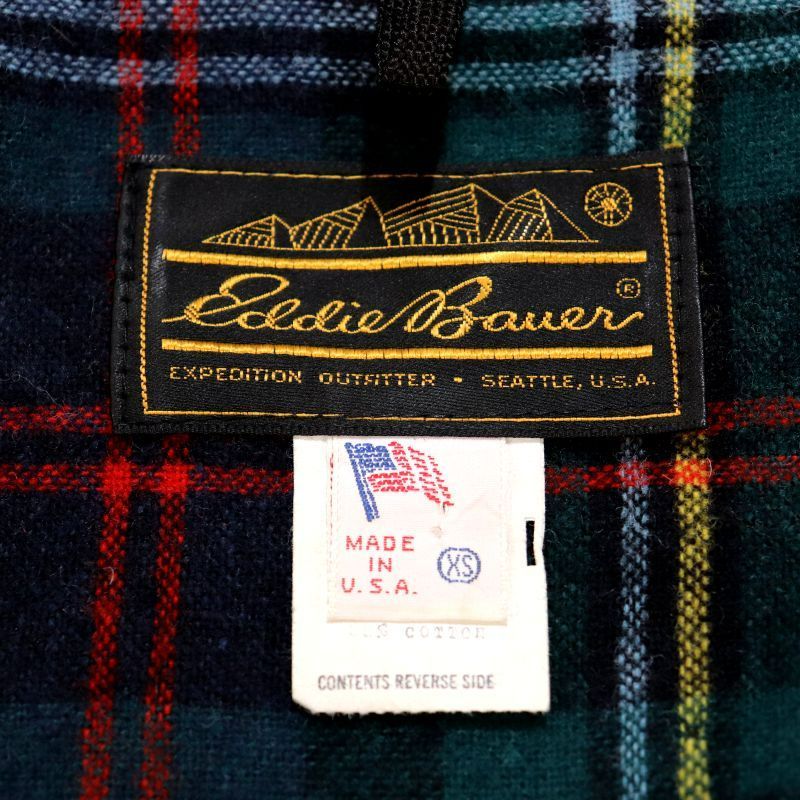 Eddie Bauer ®
EXPEDITION OUTFITTER • SEATTLE, U.S.A.
MADE
IN
U.S.A.
XS
CONTENTS REVERSE SIDE